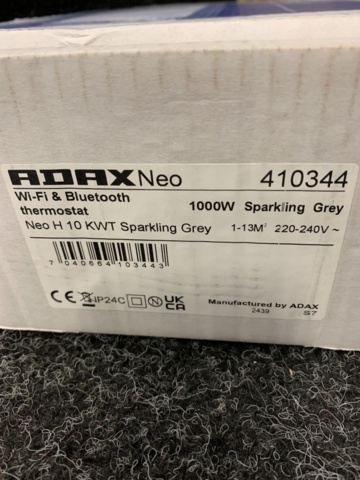 ADAX Neo 410344
Wi-Fi & Bluetooth
thermostat 1000W Sparkling Grey
Neo H 10 KWT Sparkling Grey 1-13M² 220-240V ~
7 040664 103443
CE IP24C N UK
CA
Manufactured by ADAX
2439 S7